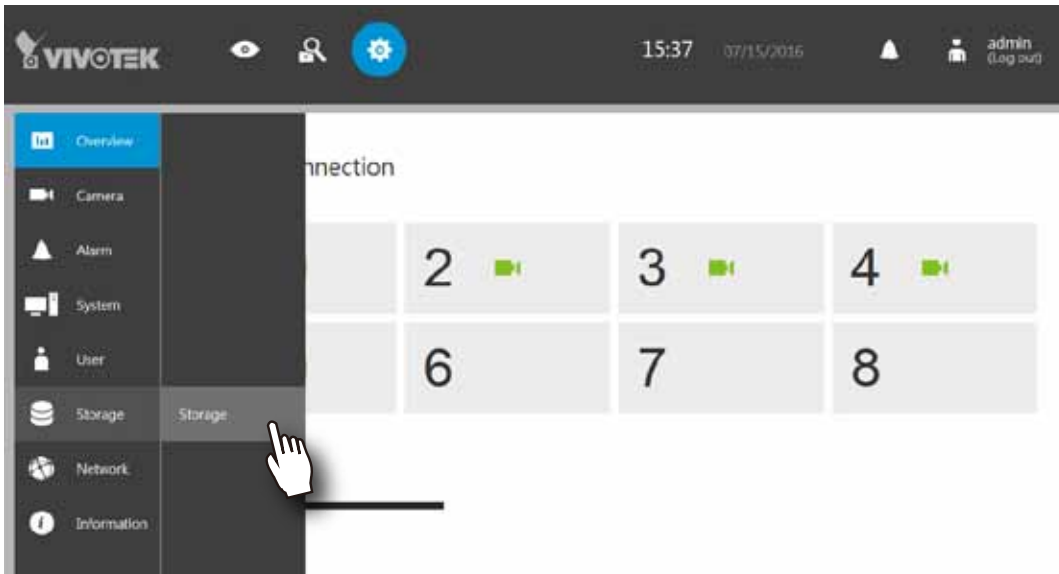 VIVOTEK
15:37 07/15/2016
admin
(Log out)
Overview
nnection
Camera
Alarm
2
3
4
System
User
6
7
8
Storage
Storage
Network
Information